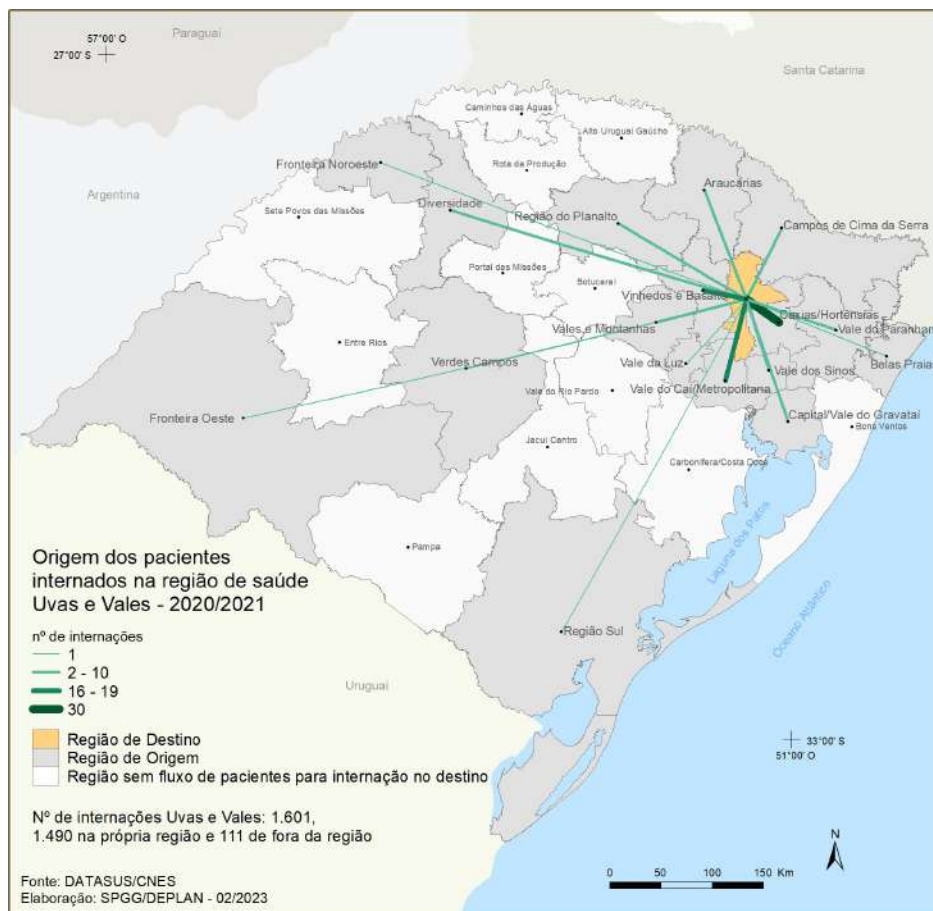 57°00' O
27°00' S
Paraguai
Santa Catarina
Argentina
Caminhos das Águas
Alto Uruguai Gaúcho
Rota da Produção
Fronteira Noroeste
Araucárias
Diversidade
Sete Povos das Missões
Região do Planalto
Campos de Cima da Serra
Portal das Missões
Botucaraí
Vinhedos e Basalto
Caxias/Hortênsias
Vales e Montanhas
Vale do Paranhan
Entre Rios
Verdes Campos
Vale da Luz
Vale dos Sinos
Belas Praias
Vale do Rio Pardo
Vale do Caí/Metropolitana
Fronteira Oeste
Capital/Vale do Gravataí
Bons Ventos
Jacuí Centro
Carbonífera/Costa Doce
Laguna dos Patos
Pampa
Oceano Atlântico
Região Sul
Uruguai
Origem dos pacientes
internados na região de saúde
Uvas e Vales - 2020/2021
nº de internações
1
2 - 10
16 - 19
30
Região de Destino
Região de Origem
Região sem fluxo de pacientes para internação no destino
33°00' S
51°00' O
Nº de internações Uvas e Vales: 1.601,
1.490 na própria região e 111 de fora da região
N
0 50 100 150 Km
Fonte: DATASUS/CNES
Elaboração: SPGG/DEPLAN - 02/2023